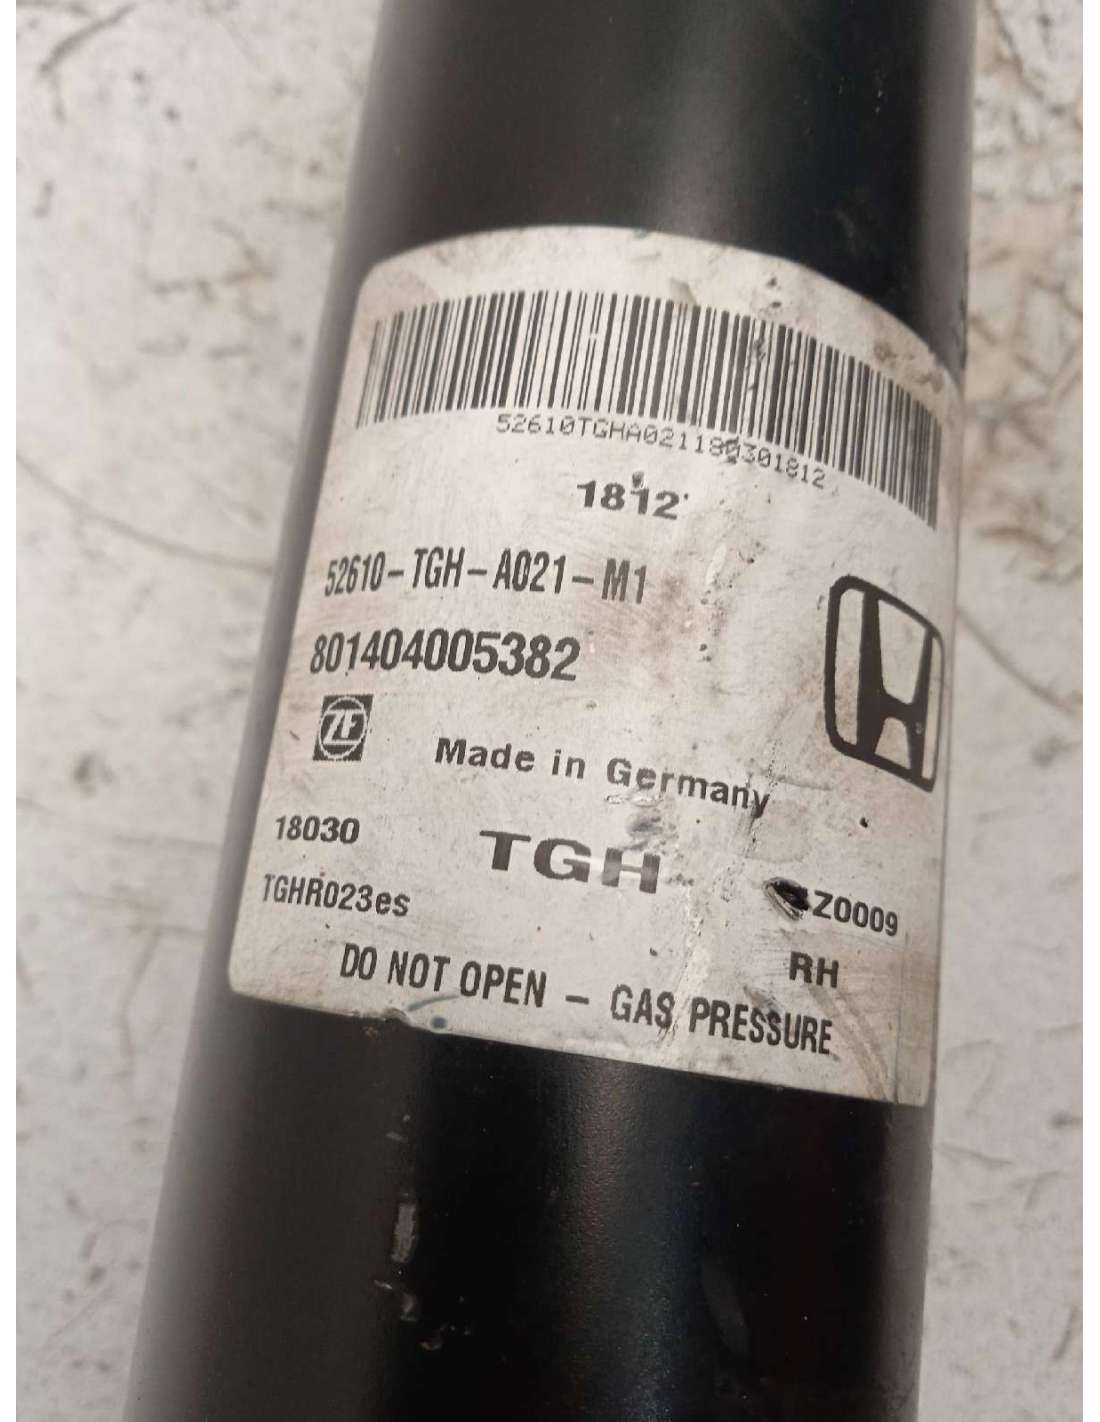 52610TGHA021180301812
1812
52610-TGH-A021-M1
801404005382
ZF
Made in Germany
18030
TGH
Z0009
TGHR023es
RH
DO NOT OPEN - GAS PRESSURE